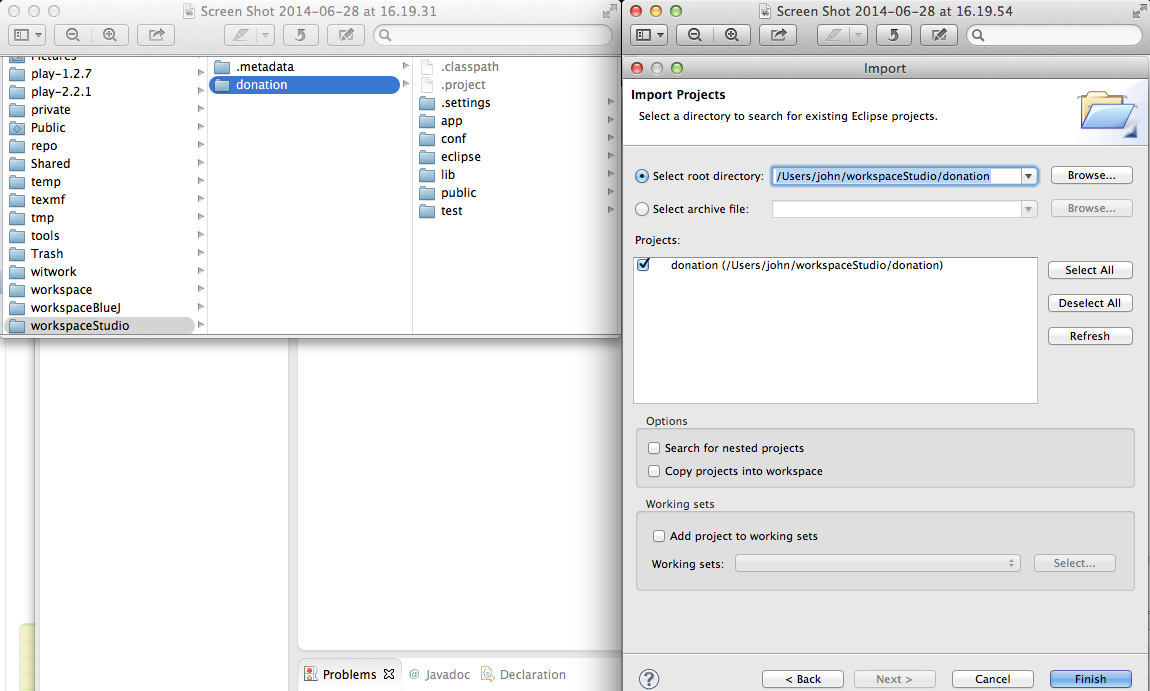 Screen Shot 2014-06-28 at 16.19.31
Pictures
play-1.2.7
play-2.2.1
private
Public
repo
Shared
temp
texmf
tmp
tools
Trash
witwork
workspace
workspaceBlueJ
workspaceStudio
.metadata
donation
.classpath
.project
.settings
app
conf
eclipse
lib
public
test
Problems
@ Javadoc
Declaration
Screen Shot 2014-06-28 at 16.19.54
Import
Import Projects
Select a directory to search for existing Eclipse projects.
Select root directory: /Users/john/workspaceStudio/donation Browse...
Select archive file: Browse...
Projects:
donation (/Users/john/workspaceStudio/donation)
Select All
Deselect All
Refresh
Options
Search for nested projects
Copy projects into workspace
Working sets
Add project to working sets
Working sets: Select...
? < Back Next > Cancel Finish